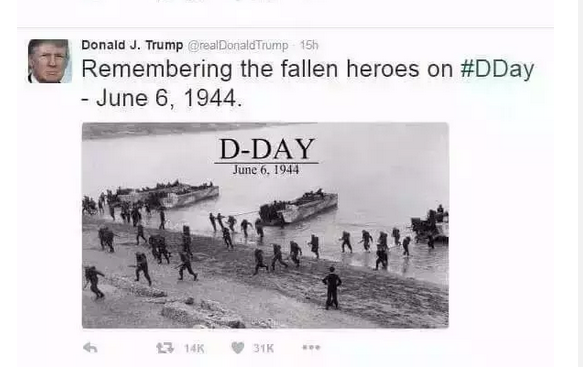 Donald J. Trump @realDonaldTrump · 15h
Remembering the fallen heroes on #DDay
- June 6, 1944.
D-DAY
June 6, 1944
14K 31K